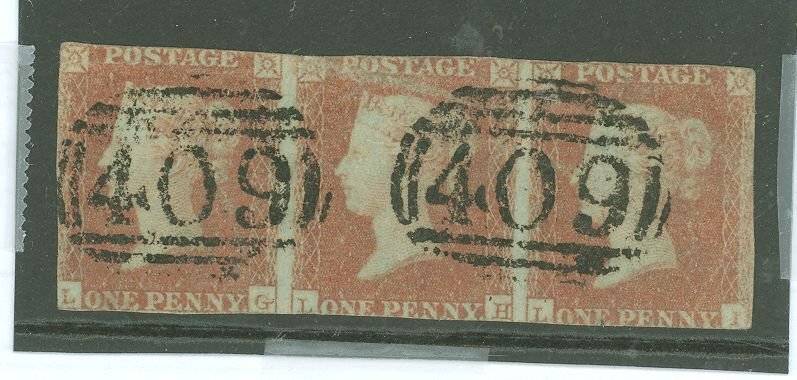 POSTAGE POSTAGE POSTAGE
409 409
L ONE PENNY G L ONE PENNY H L ONE PENNY I